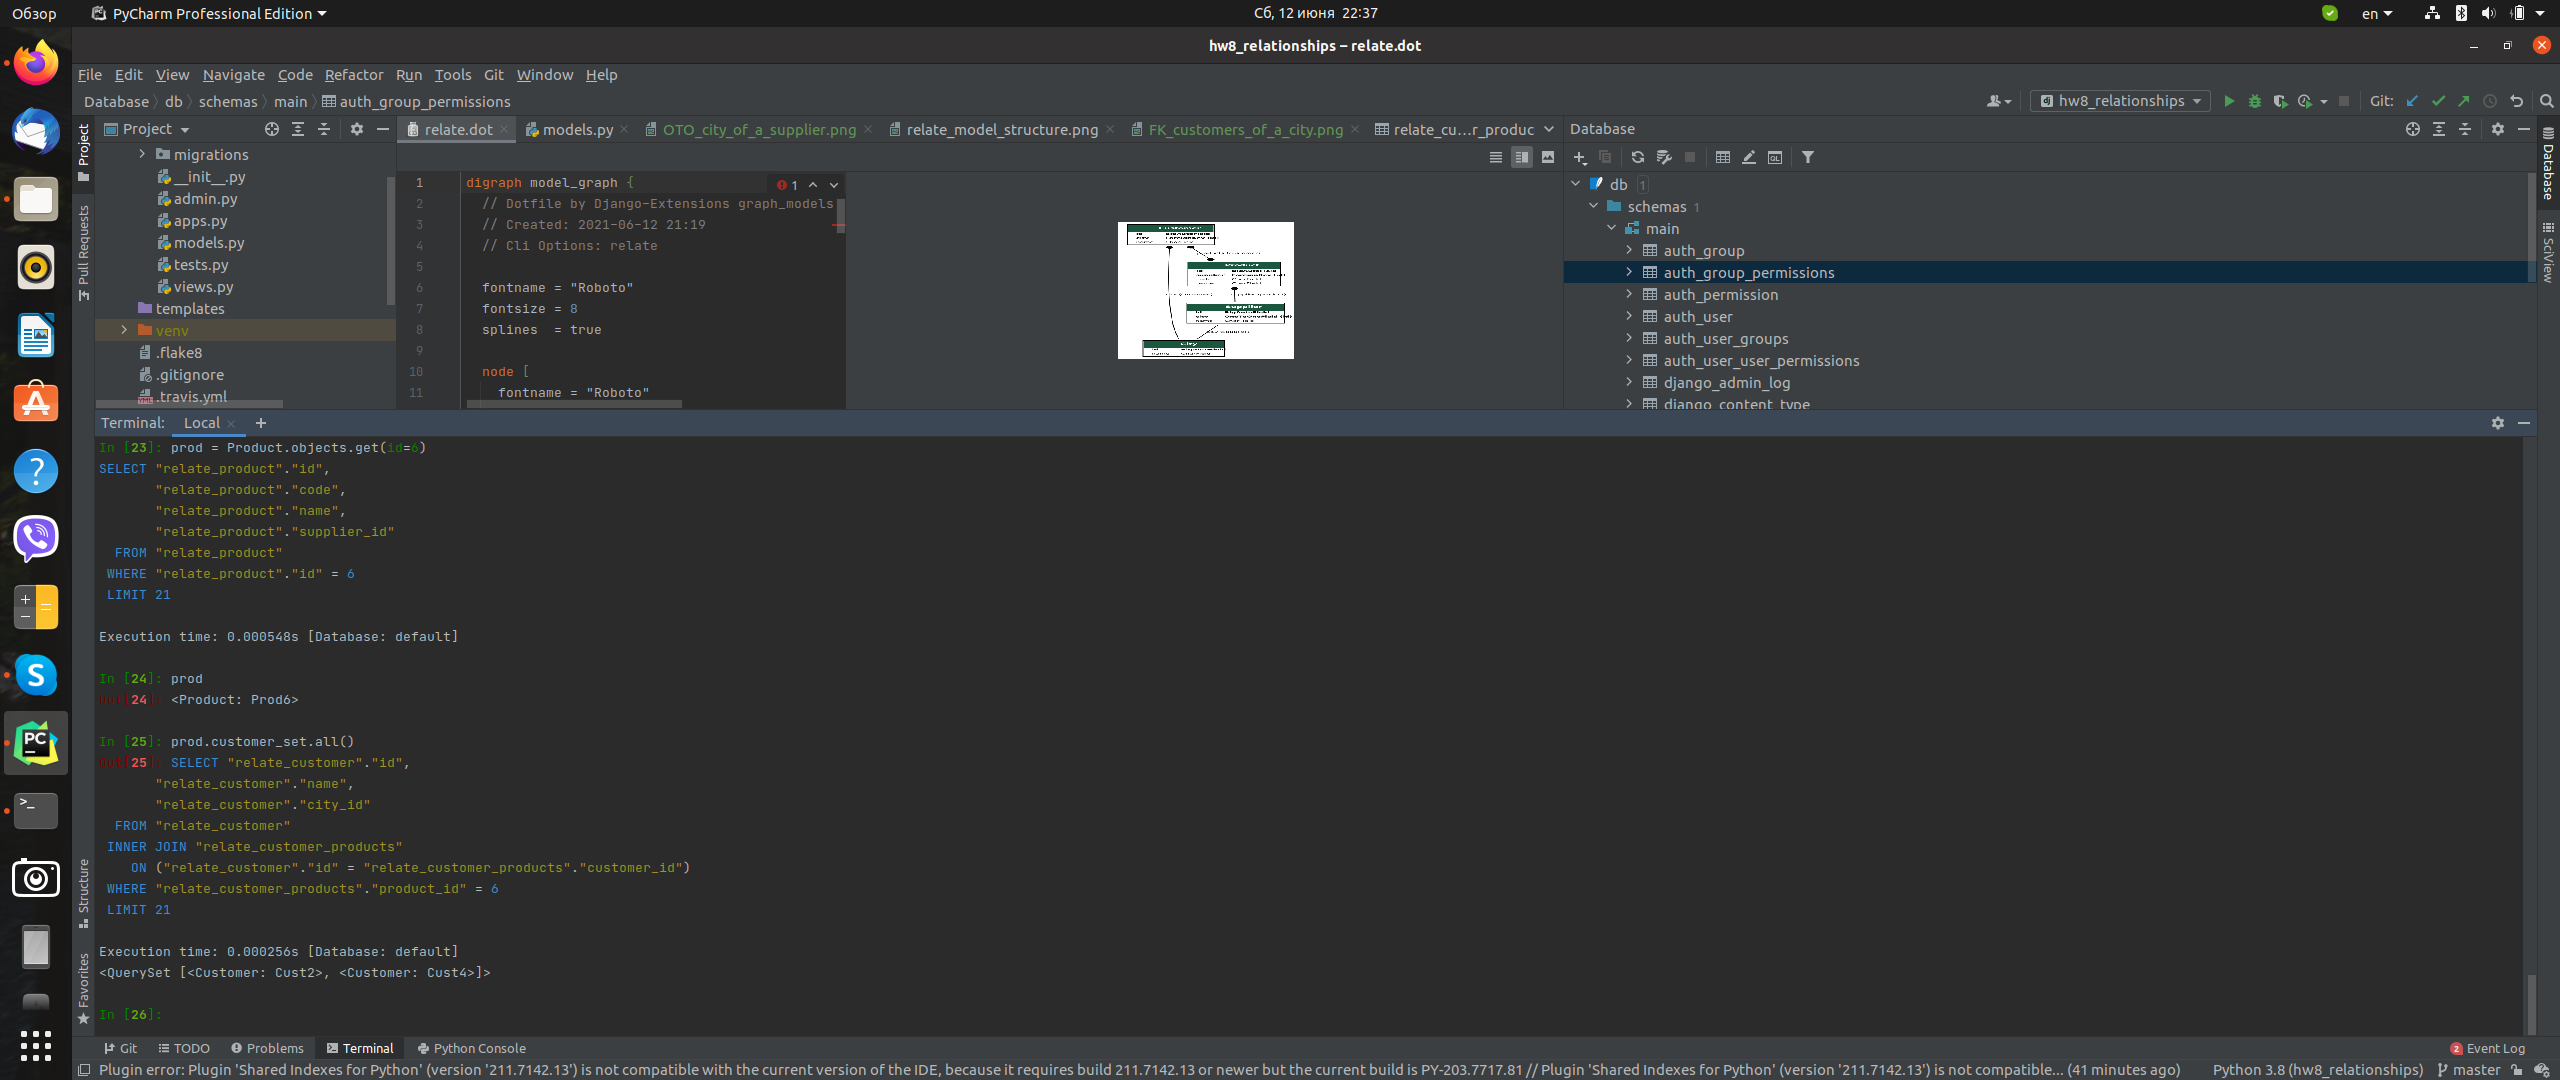 Обзор
PyCharm Professional Edition
Сб, 12 июня 22:37
en
hw8_relationships – relate.dot
File Edit View Navigate Code Refactor Run Tools Git Window Help
Database db schemas main auth_group_permissions
hw8_relationships
Git:
Project
migrations
__init__.py
admin.py
apps.py
models.py
tests.py
views.py
templates
venv
.flake8
.gitignore
.travis.yml
Project
Pull Requests
Structure
Favorites
relate.dot models.py OTO_city_of_a_supplier.png relate_model_structure.png FK_customers_of_a_city.png relate_cu...r_produc
1 digraph model_graph {
2 // Dotfile by Django-Extensions graph_models
3 // Created: 2021-06-12 21:19
4 // Cli Options: relate
5
6 fontname = "Roboto"
7 fontsize = 8
8 splines = true
9
10 node [
11 fontname = "Roboto"
1
Database
db 1
schemas 1
main
auth_group
auth_group_permissions
auth_permission
auth_user
auth_user_groups
auth_user_user_permissions
django_admin_log
django_content_type
Database
SciView
Terminal: Local
In [23]: prod = Product.objects.get(id=6)
SELECT "relate_product"."id",
"relate_product"."code",
"relate_product"."name",
"relate_product"."supplier_id"
FROM "relate_product"
WHERE "relate_product"."id" = 6
LIMIT 21
Execution time: 0.000548s [Database: default]
In [24]: prod
Out[24]: <Product: Prod6>
In [25]: prod.customer_set.all()
Out[25]: SELECT "relate_customer"."id",
"relate_customer"."name",
"relate_customer"."city_id"
FROM "relate_customer"
INNER JOIN "relate_customer_products"
ON ("relate_customer"."id" = "relate_customer_products"."customer_id")
WHERE "relate_customer_products"."product_id" = 6
LIMIT 21
Execution time: 0.000256s [Database: default]
<QuerySet [<Customer: Cust2>, <Customer: Cust4>]>
In [26]:
Git TODO Problems Terminal Python Console
2 Event Log
Plugin error: Plugin 'Shared Indexes for Python' (version '211.7142.13') is not compatible with the current version of the IDE, because it requires build 211.7142.13 or newer but the current build is PY-203.7717.81 // Plugin 'Shared Indexes for Python' (version '211.7142.13') is not compatible... (41 minutes ago)
Python 3.8 (hw8_relationships) master